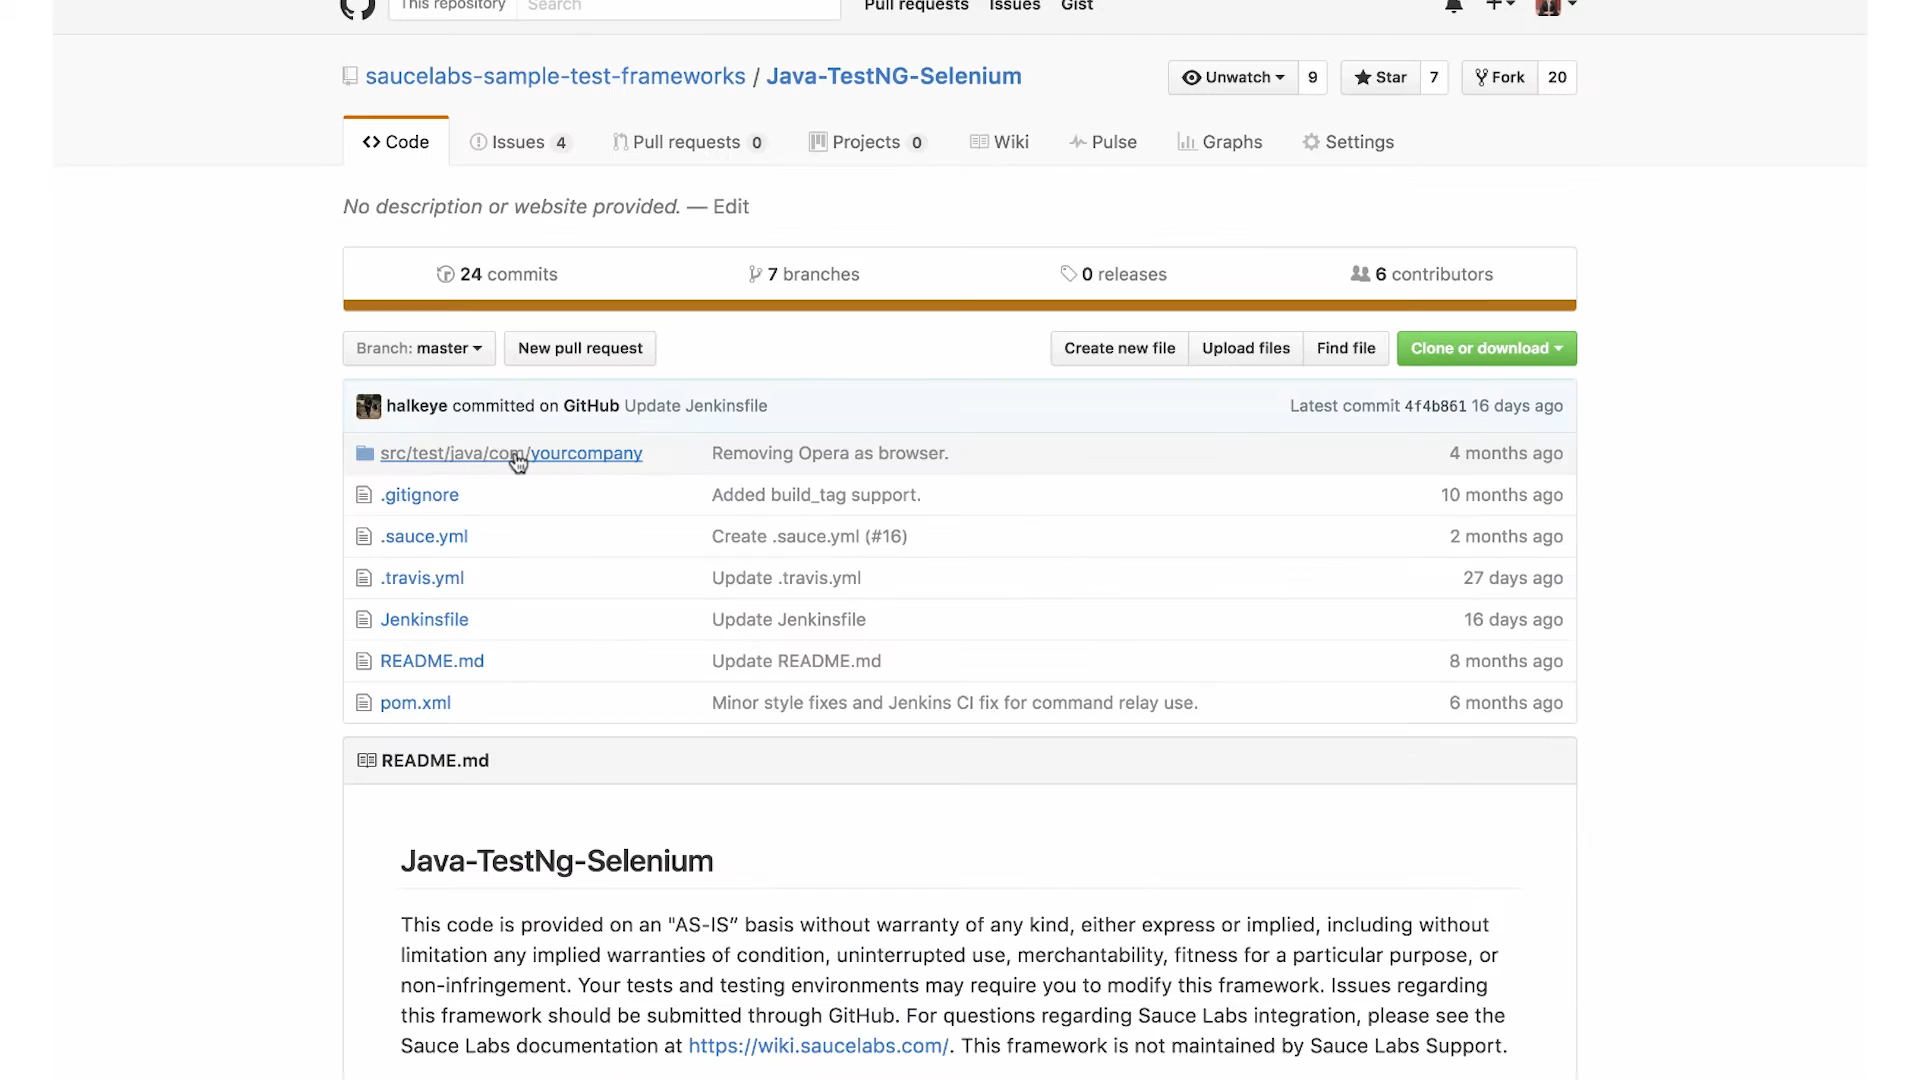 This repository Search Pull requests Issues Gist
saucelabs-sample-test-frameworks / Java-TestNG-Selenium Unwatch 9 Star 7 Fork 20
Code Issues 4 Pull requests 0 Projects 0 Wiki Pulse Graphs Settings
No description or website provided. — Edit
24 commits 7 branches 0 releases 6 contributors
Branch: master New pull request Create new file Upload files Find file Clone or download
halkeye committed on GitHub Update Jenkinsfile Latest commit 4f4b861 16 days ago
src/test/java/com/yourcompany Removing Opera as browser. 4 months ago
.gitignore Added build_tag support. 10 months ago
.sauce.yml Create .sauce.yml (#16) 2 months ago
.travis.yml Update .travis.yml 27 days ago
Jenkinsfile Update Jenkinsfile 16 days ago
README.md Update README.md 8 months ago
pom.xml Minor style fixes and Jenkins CI fix for command relay use. 6 months ago
README.md
Java-TestNg-Selenium
This code is provided on an "AS-IS” basis without warranty of any kind, either express or implied, including without
limitation any implied warranties of condition, uninterrupted use, merchantability, fitness for a particular purpose, or
non-infringement. Your tests and testing environments may require you to modify this framework. Issues regarding
this framework should be submitted through GitHub. For questions regarding Sauce Labs integration, please see the
Sauce Labs documentation at https://wiki.saucelabs.com/. This framework is not maintained by Sauce Labs Support.